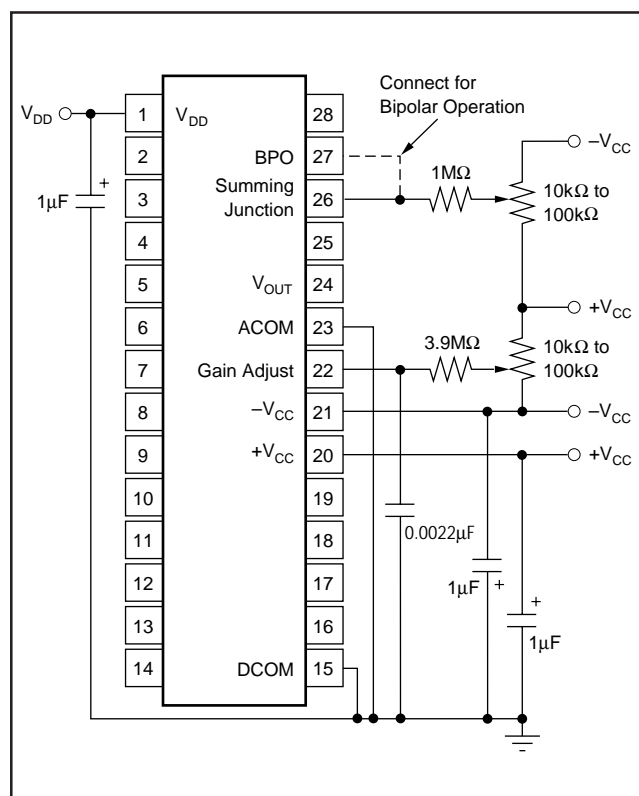 Connect for
Bipolar Operation
V_DD
1
V_DD
28
−V_CC
2
BPO
27
1MΩ
10kΩ to
100kΩ
1μF
+
3
Summing
Junction
26
4
25
5
V_OUT
24
+V_CC
6
ACOM
23
3.9MΩ
10kΩ to
100kΩ
7
Gain Adjust
22
8
−V_CC
21
−V_CC
9
+V_CC
20
+V_CC
10
19
0.0022μF
11
18
12
17
1μF
+
13
16
+
1μF
14
DCOM
15